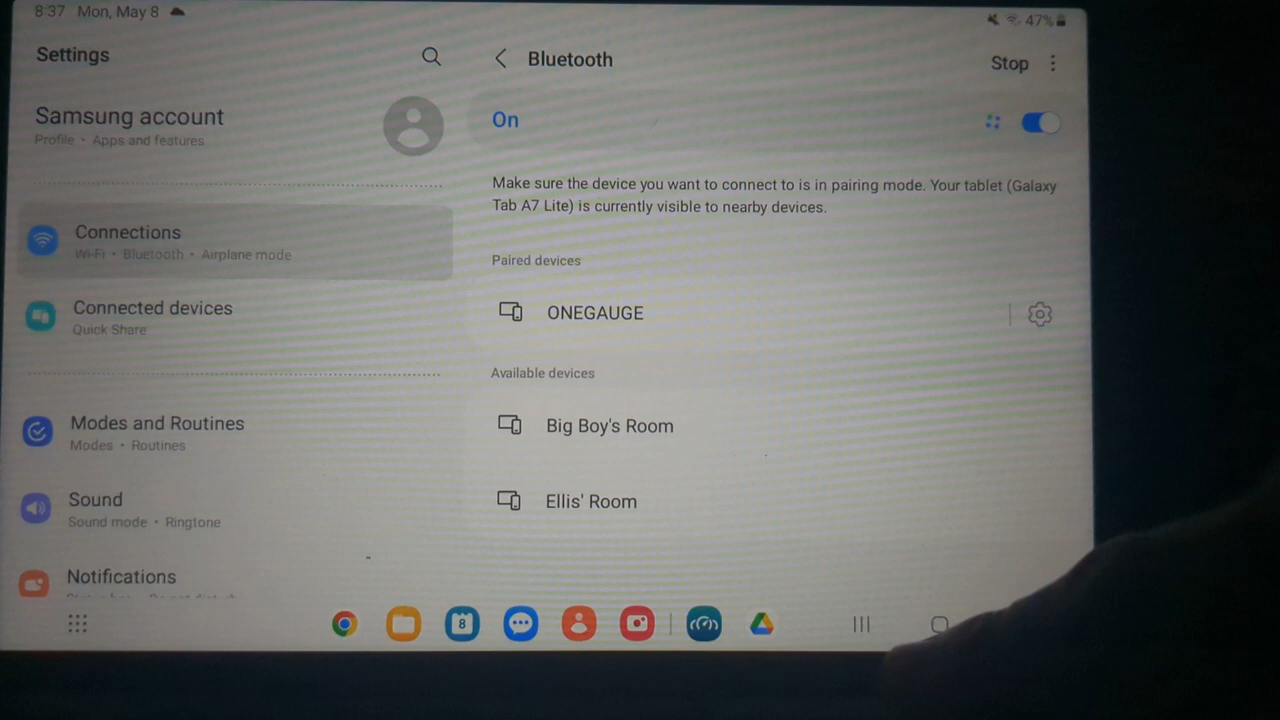 8:37 Mon, May 8
47%
Settings
Samsung account
Profile • Apps and features
Connections
Wi-Fi • Bluetooth • Airplane mode
Connected devices
Quick Share
Modes and Routines
Modes • Routines
Sound
Sound mode • Ringtone
Notifications
Bluetooth
Stop
On
Make sure the device you want to connect to is in pairing mode. Your tablet (Galaxy
Tab A7 Lite) is currently visible to nearby devices.
Paired devices
ONEGAUGE
Available devices
Big Boy's Room
Ellis' Room
8